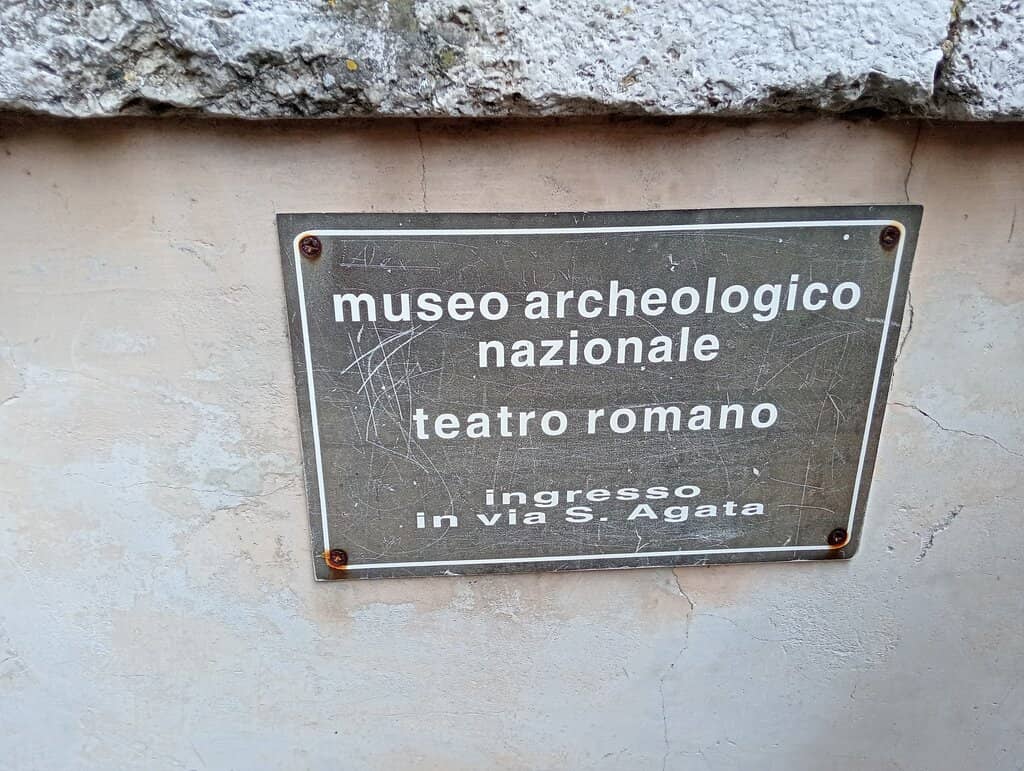 museo archeologico
nazionale
teatro romano
ingresso
in via S. Agata